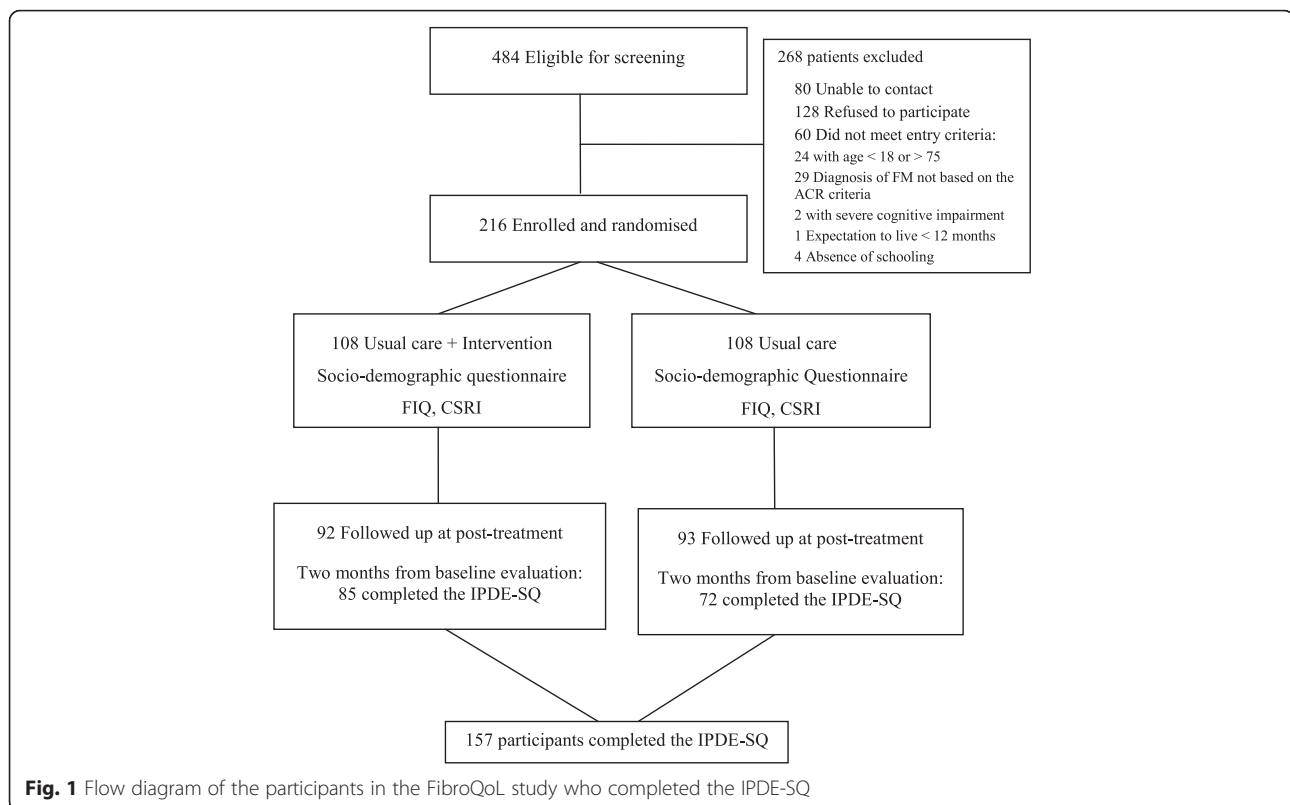 484 Eligible for screening
268 patients excluded
80 Unable to contact
128 Refused to participate
60 Did not meet entry criteria:
24 with age < 18 or > 75
29 Diagnosis of FM not based on the
ACR criteria
2 with severe cognitive impairment
1 Expectation to live < 12 months
4 Absence of schooling
216 Enrolled and randomised
108 Usual care + Intervention
Socio-demographic questionnaire
FIQ, CSRI
108 Usual care
Socio-demographic Questionnaire
FIQ, CSRI
92 Followed up at post-treatment
Two months from baseline evaluation:
85 completed the IPDE-SQ
93 Followed up at post-treatment
Two months from baseline evaluation:
72 completed the IPDE-SQ
157 participants completed the IPDE-SQ
Fig. 1 Flow diagram of the participants in the FibroQoL study who completed the IPDE-SQ